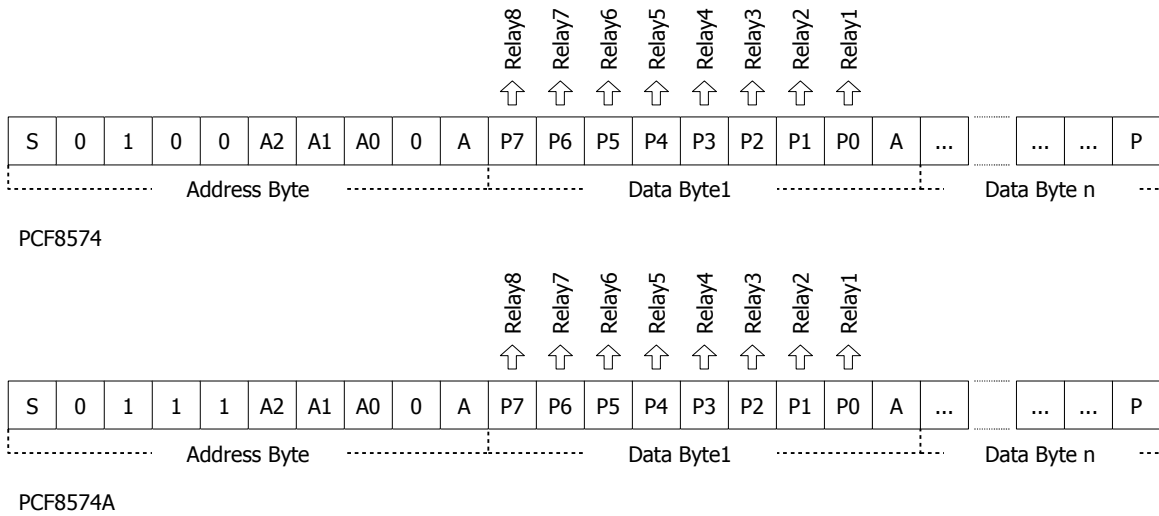 Relay8 Relay7 Relay6 Relay5 Relay4 Relay3 Relay2 Relay1
S 0 1 0 0 A2 A1 A0 0 A P7 P6 P5 P4 P3 P2 P1 P0 A ... ... ... P
Address Byte Data Byte1 Data Byte n
PCF8574
Relay8 Relay7 Relay6 Relay5 Relay4 Relay3 Relay2 Relay1
S 0 1 1 1 A2 A1 A0 0 A P7 P6 P5 P4 P3 P2 P1 P0 A ... ... ... P
Address Byte Data Byte1 Data Byte n
PCF8574A